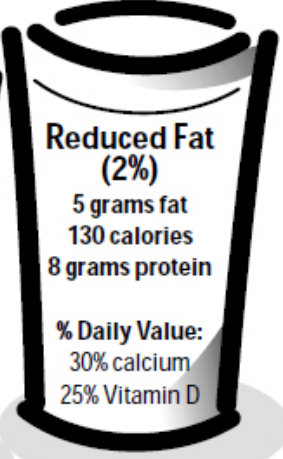 Reduced Fat
(2%)
5 grams fat
130 calories
8 grams protein
% Daily Value:
30% calcium
25% Vitamin D